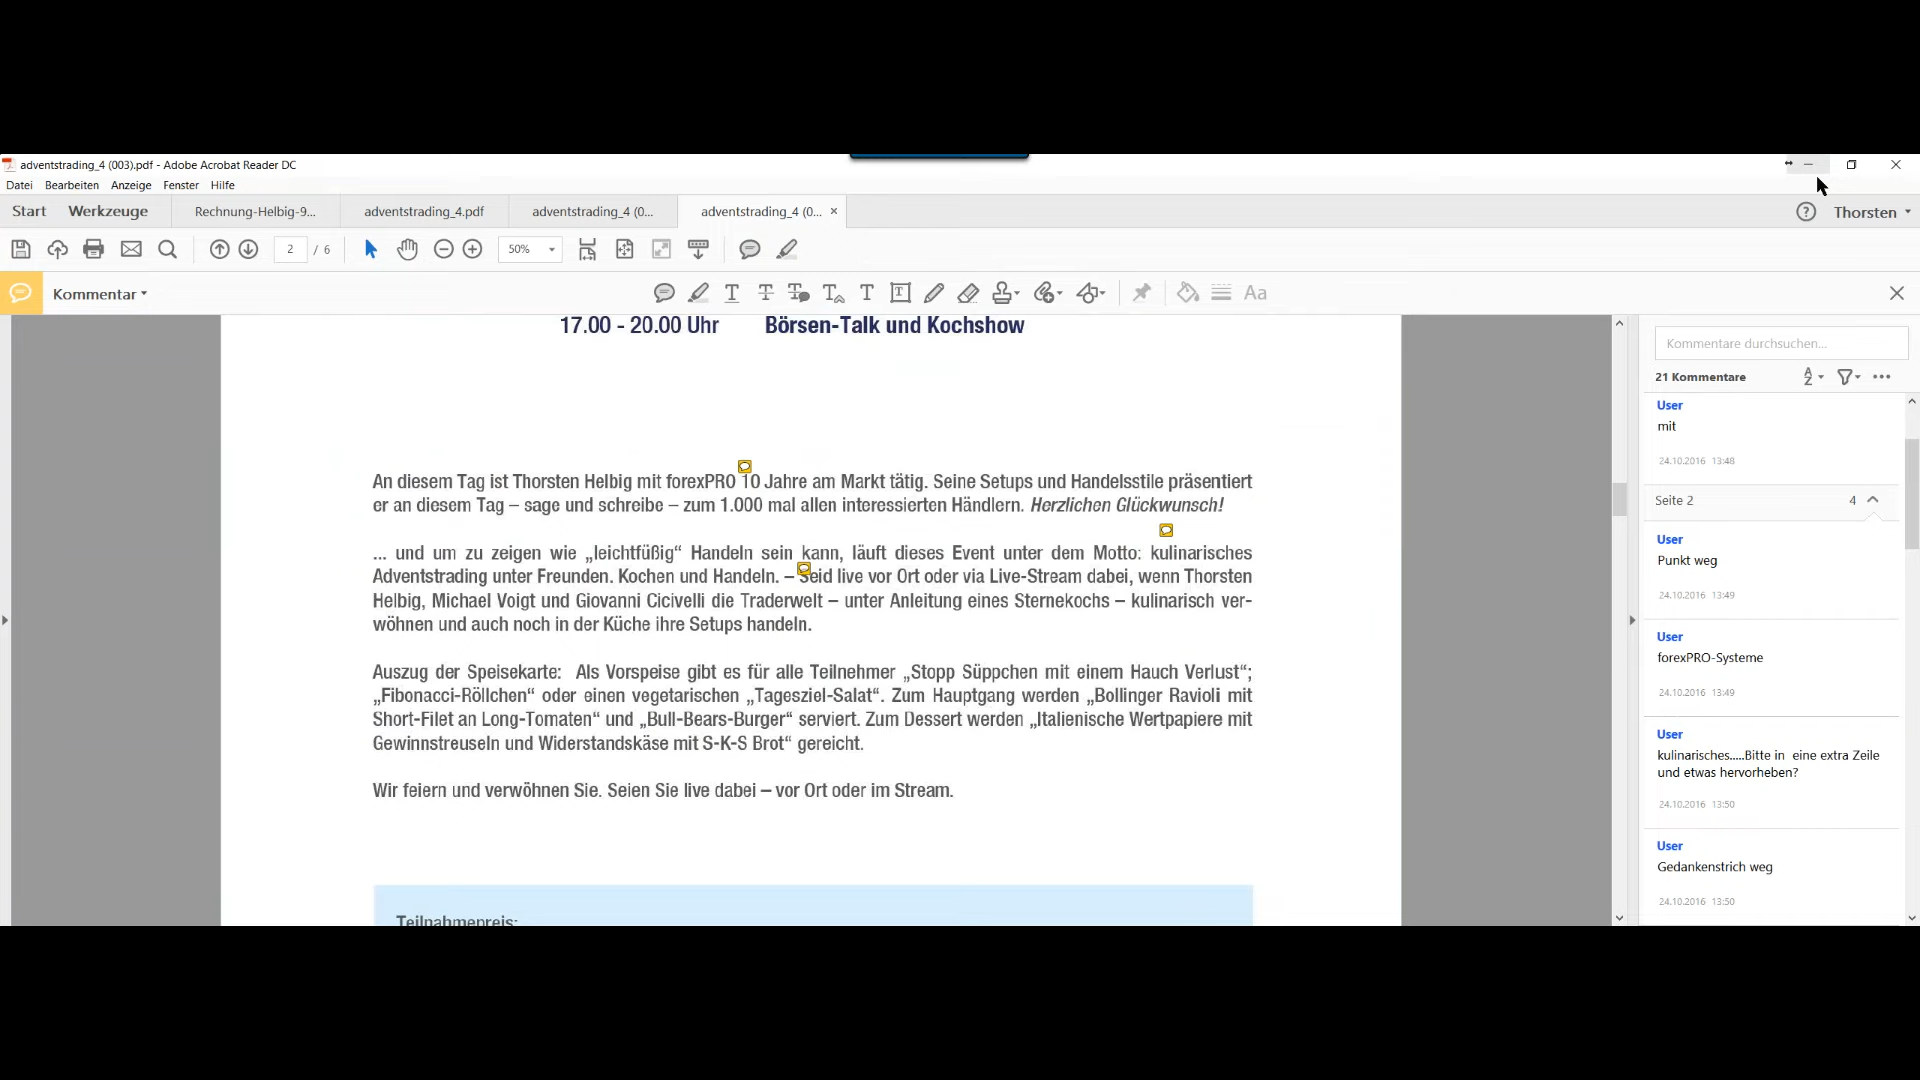 adventstrading_4 (003).pdf - Adobe Acrobat Reader DC
Datei Bearbeiten Anzeige Fenster Hilfe
Start Werkzeuge Rechnung-Helbig-9... adventstrading_4.pdf adventstrading_4 (0... adventstrading_4 (0... × ? Thorsten
2 / 6 50%
Kommentar Aa
17.00 - 20.00 Uhr Börsen-Talk und Kochshow
An diesem Tag ist Thorsten Helbig mit forexPRO 10 Jahre am Markt tätig. Seine Setups und Handelsstile präsentiert
er an diesem Tag – sage und schreibe – zum 1.000 mal allen interessierten Händlern. Herzlichen Glückwunsch!
... und um zu zeigen wie „leichtfüßig“ Handeln sein kann, läuft dieses Event unter dem Motto: kulinarisches
Adventstrading unter Freunden. Kochen und Handeln. – Seid live vor Ort oder via Live-Stream dabei, wenn Thorsten
Helbig, Michael Voigt und Giovanni Cicivelli die Traderwelt – unter Anleitung eines Sternekochs – kulinarisch ver-
wöhnen und auch noch in der Küche ihre Setups handeln.
Auszug der Speisekarte: Als Vorspeise gibt es für alle Teilnehmer „Stopp Süppchen mit einem Hauch Verlust“;
„Fibonacci-Röllchen“ oder einen vegetarischen „Tagesziel-Salat“. Zum Hauptgang werden „Bollinger Ravioli mit
Short-Filet an Long-Tomaten“ und „Bull-Bears-Burger“ serviert. Zum Dessert werden „Italienische Wertpapiere mit
Gewinnstreuseln und Widerstandskäse mit S-K-S Brot“ gereicht.
Wir feiern und verwöhnen Sie. Seien Sie live dabei – vor Ort oder im Stream.
Teilnahmepreis:
Kommentare durchsuchen...
21 Kommentare
User
mit
24.10.2016 13:48
Seite 2 4
User
Punkt weg
24.10.2016 13:49
User
forexPRO-Systeme
24.10.2016 13:49
User
kulinarisches.....Bitte in eine extra Zeile
und etwas hervorheben?
24.10.2016 13:50
User
Gedankenstrich weg
24.10.2016 13:50